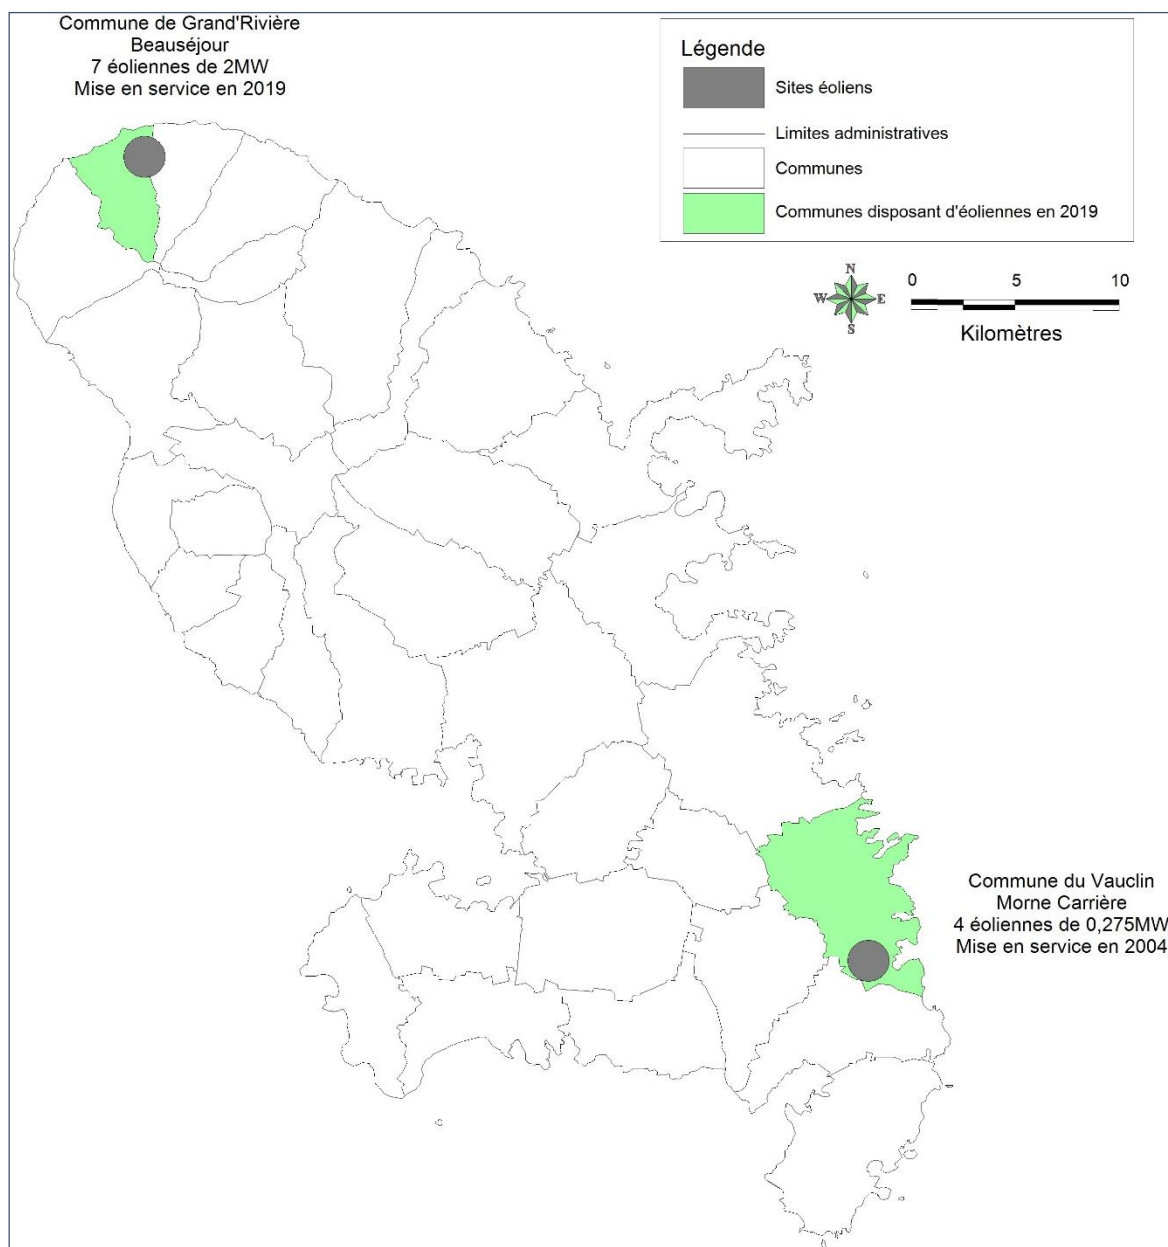 Commune de Grand'Rivière
Beauséjour
7 éoliennes de 2MW
Mise en service en 2019
Légende
Sites éoliens
Limites administratives
Communes
Communes disposant d'éoliennes en 2019
N
W E
S
0 5 10
Kilomètres
Commune du Vauclin
Morne Carrière
4 éoliennes de 0,275MW
Mise en service en 2004